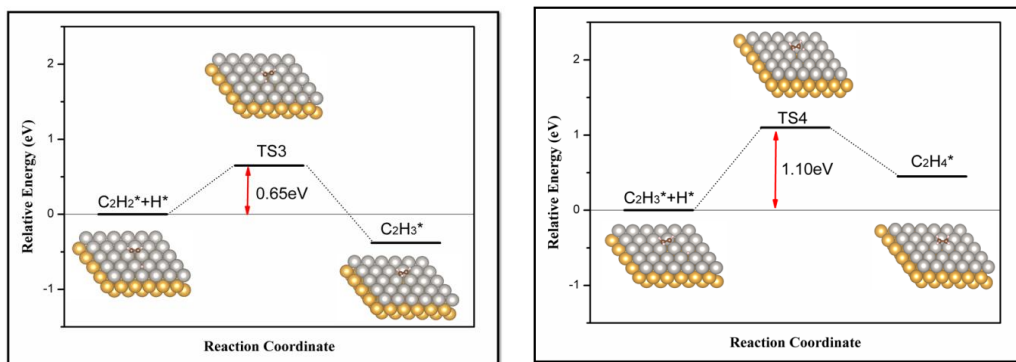 2
1
0
-1
Relative Energy (eV)
TS3
0.65eV
C₂H₂*+H*
C₂H₃*
Reaction Coordinate
2
1
0
-1
Relative Energy (eV)
TS4
1.10eV
C₂H₃*+H*
C₂H₄*
Reaction Coordinate